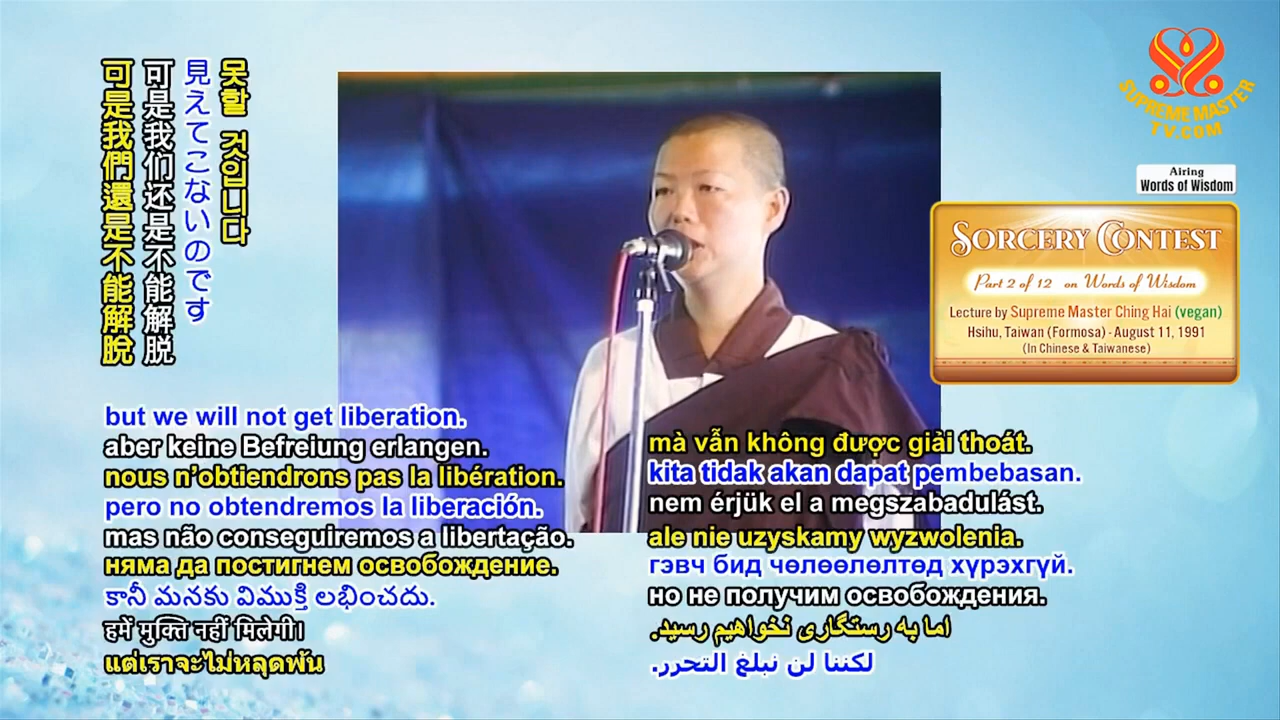 못할 것입니다
見えてこないのです
可是我们还是不能解脱
可是我們還是不能解脫
SUPREME MASTER
TV.COM
Airing
Words of Wisdom
SORCERY CONTEST
Part 2 of 12 on Words of Wisdom
Lecture by Supreme Master Ching Hai (vegan)
Hsihu, Taiwan (Formosa) - August 11, 1991
(In Chinese & Taiwanese)
but we will not get liberation.
aber keine Befreiung erlangen.
nous n’obtiendrons pas la libération.
pero no obtendremos la liberación.
mas não conseguiremos a libertação.
няма да постигнем освобождение.
కానీ మనకు విముక్తి లభించదు.
हमें मुक्ति नहीं मिलेगी।
แต่เราจะไม่หลุดพ้น
mà vẫn không được giải thoát.
kita tidak akan dapat pembebasan.
nem érjük el a megszabadulást.
ale nie uzyskamy wyzwolenia.
гэвч бид чөлөөлөлтөд хүрэхгүй.
но не получим освобождения.
اما به رستگاری نخواهیم رسید.
لكننا لن نبلغ التحرر.